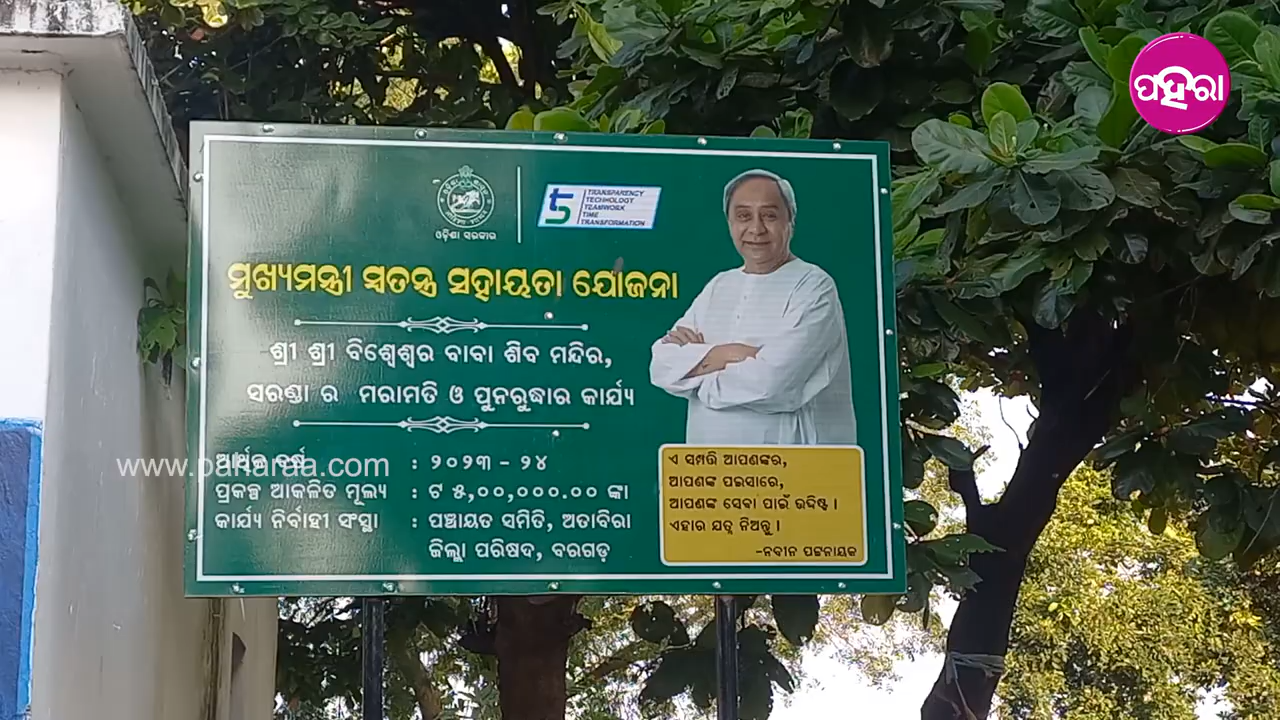 ପହରା
ଓଡ଼ିଶା ସରକାର
t5
TRANSPARENCY
TECHNOLOGY
TEAMWORK
TIME
TRANSFORMATION
ମୁଖ୍ୟମନ୍ତ୍ରୀ ସ୍ୱତନ୍ତ୍ର ସହାୟତା ଯୋଜନା
ଶ୍ରୀ ଶ୍ରୀ ବିଶ୍ୱେଶ୍ୱର ବାବା ଶିବ ମନ୍ଦିର,
ସରଣ୍ଡା ର ମରାମତି ଓ ପୁନରୁଦ୍ଧାର କାର୍ଯ୍ୟ
ଆର୍ଥିକ ବର୍ଷ : ୨୦୨୩ - ୨୪
www.paharaa.com
ପ୍ରକଳ୍ପ ଆକଳିତ ମୂଲ୍ୟ : ଟ ୫,୦୦,୦୦୦.୦୦ ଙ୍କା
କାର୍ଯ୍ୟ ନିର୍ବାହୀ ସଂସ୍ଥା : ପଞ୍ଚାୟତ ସମିତି, ଅତାବିରା
ଜିଲ୍ଲା ପରିଷଦ, ବରଗଡ଼
ଏ ସମ୍ପତ୍ତି ଆପଣଙ୍କର,
ଆପଣଙ୍କ ପଇସାରେ,
ଆପଣଙ୍କ ସେବା ପାଇଁ ଉଦ୍ଦିଷ୍ଟ ।
ଏହାର ଯତ୍ନ ନିଅନ୍ତୁ ।
-ନବୀନ ପଟ୍ଟନାୟକ